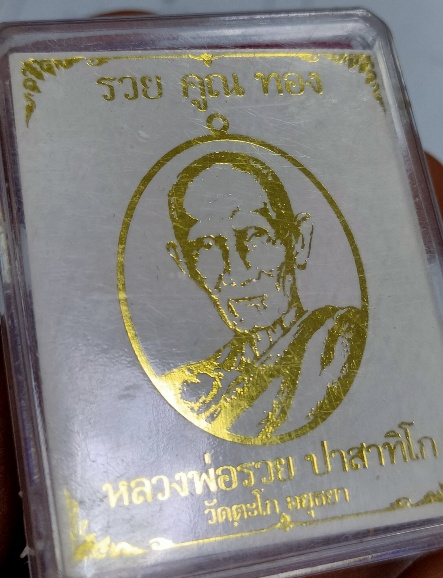 รวย คูณ ทอง
หลวงพ่อรวย ปาสาทิโก
วัดตะโก อยุธยา